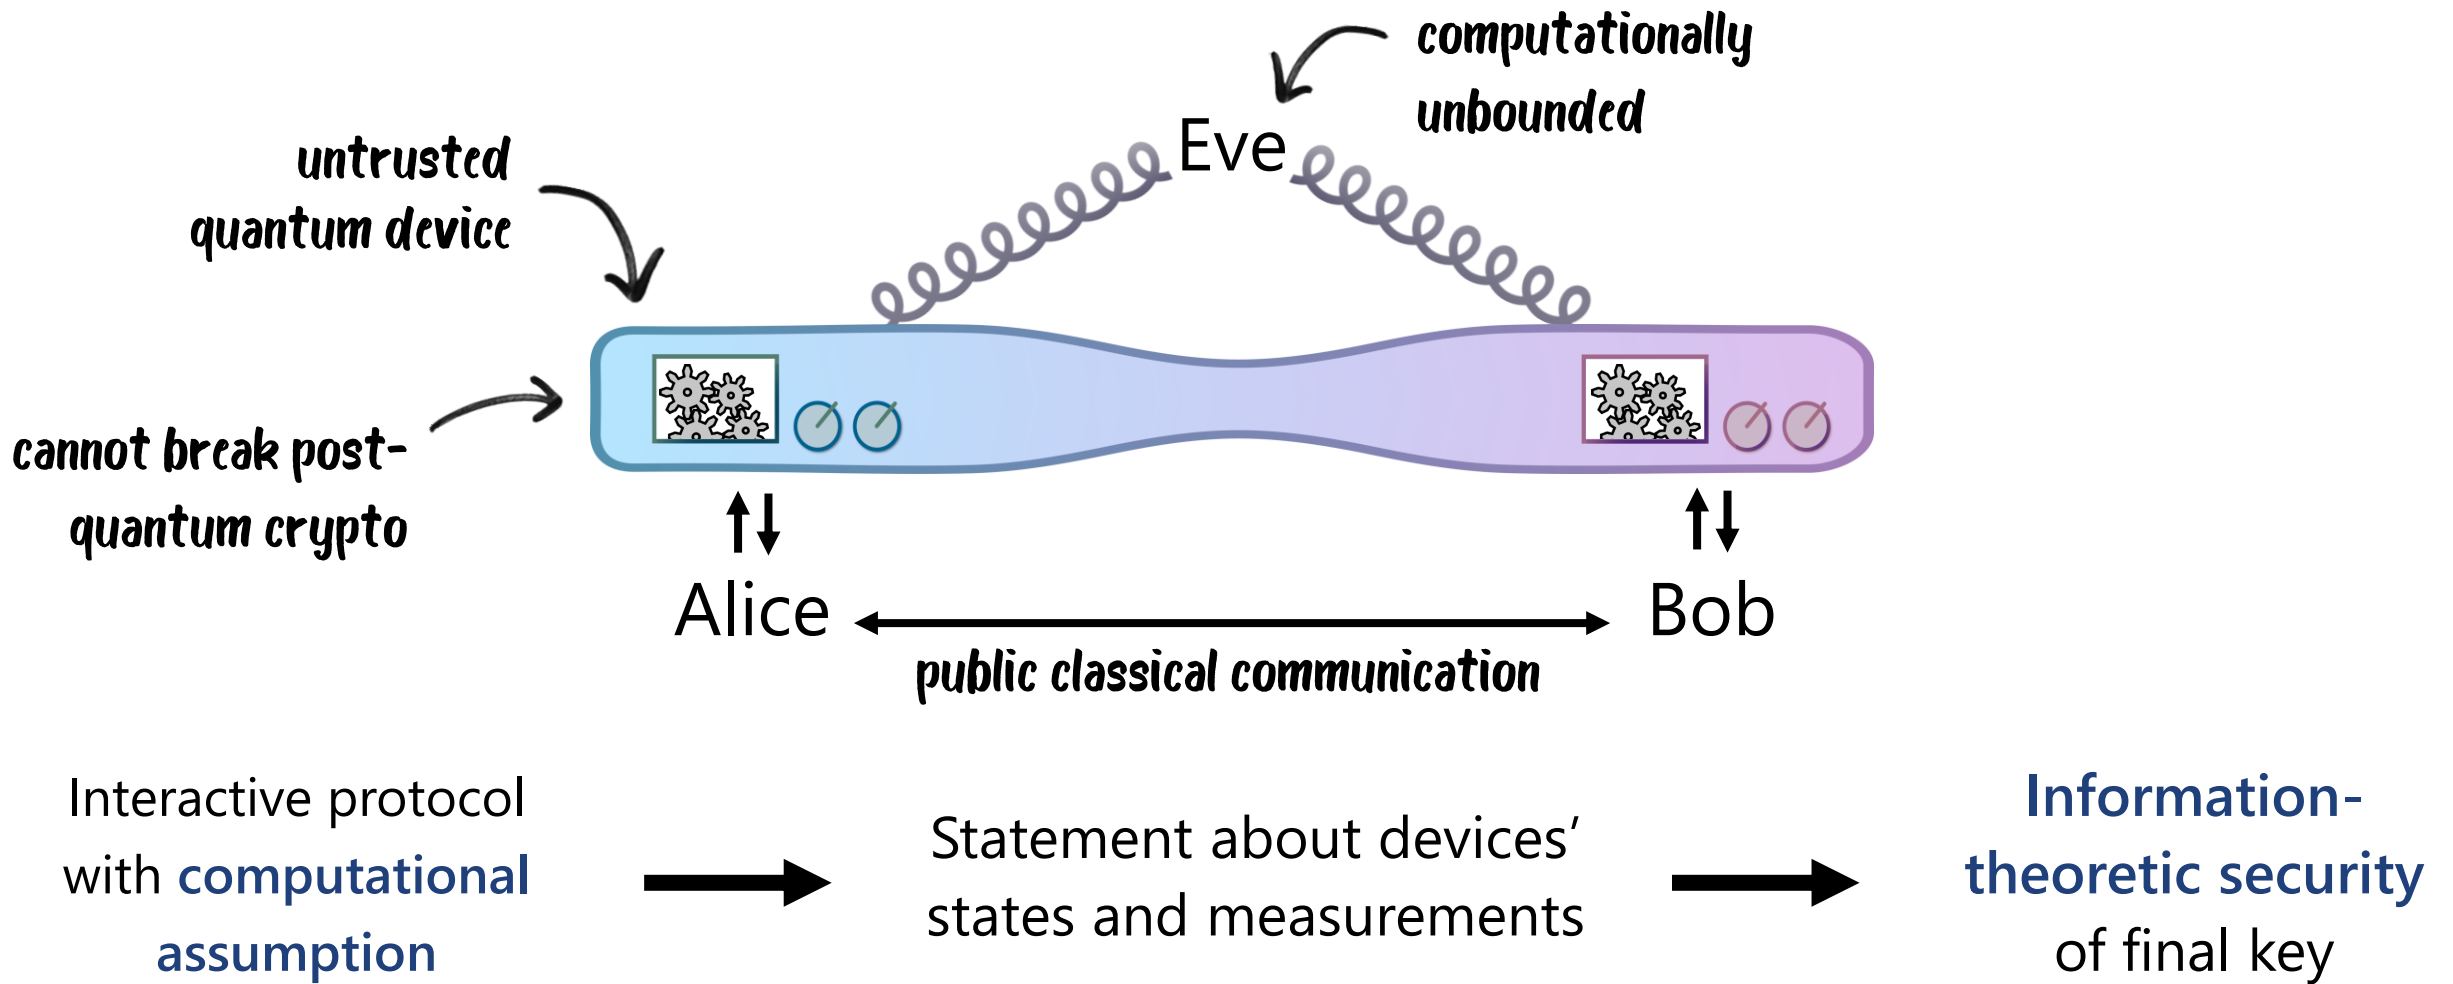 computationally
unbounded
Eve
untrusted
quantum device
cannot break post-
quantum crypto
Alice
Bob
public classical communication
Interactive protocol
with computational
assumption
Statement about devices’
states and measurements
Information-
theoretic security
of final key